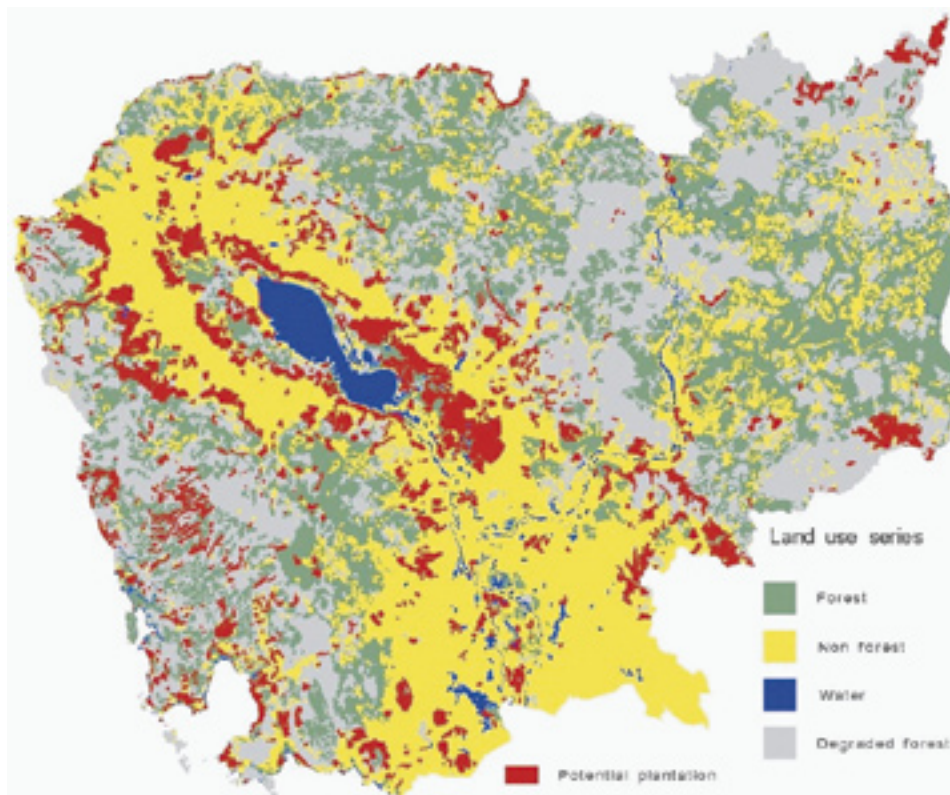 Land use series
Forest
Non forest
Water
Degraded forest
Potential plantation